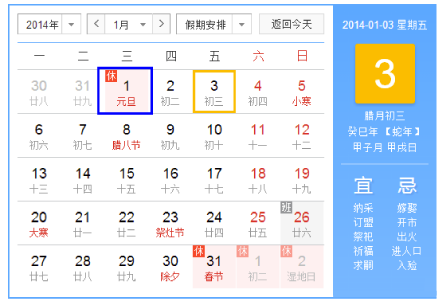 2014年 1月 假期安排 返回今天
一 二 三 四 五 六 日
30 31 休 1 2 3 4 5
廿八 廿九 元旦 初二 初三 初四 小寒
6 7 8 9 10 11 12
初六 初七 腊八节 初九 初十 十一 十二
13 14 15 16 17 18 19
十三 十四 十五 十六 十七 十八 十九
20 21 22 23 24 25 班 26
大寒 廿一 廿二 祭灶节 廿四 廿五 廿六
27 28 29 30 休 31 休 1 休 2
廿七 廿八 廿九 除夕 春节 初二 湿地日
2014-01-03 星期五
3
腊月初三
癸巳年【蛇年】
甲子月 甲戌日
宜 忌
纳采 嫁娶
订盟 开市
祭祀 出火
祈福 进人口
求嗣 入殓